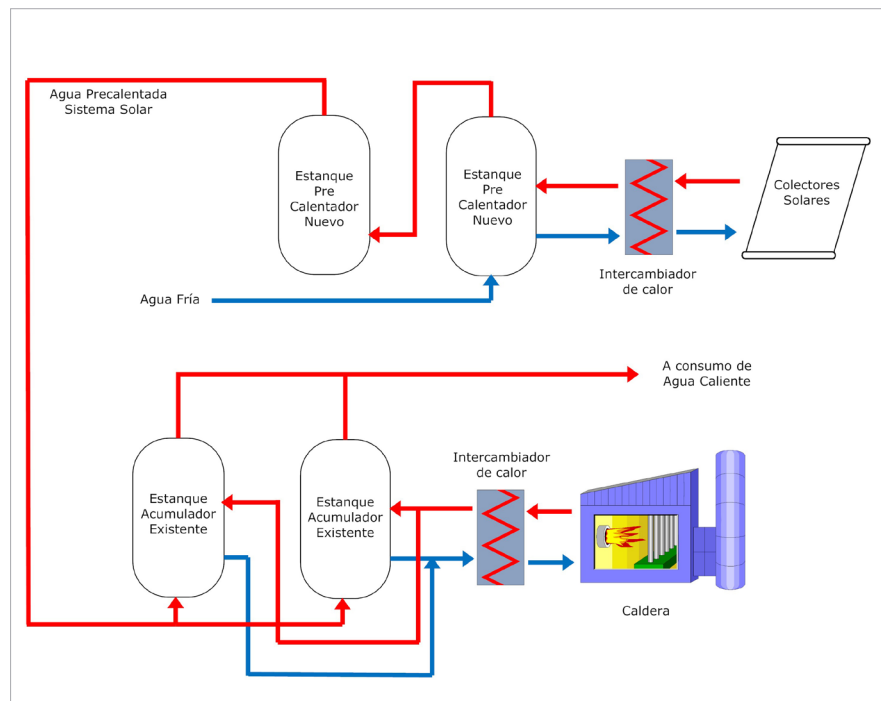 Agua Precalentada
Sistema Solar
Estanque
Pre
Calentador
Nuevo
Estanque
Pre
Calentador
Nuevo
Colectores
Solares
Intercambiador
de calor
Agua Fría
A consumo de
Agua Caliente
Intercambiador
de calor
Estanque
Acumulador
Existente
Estanque
Acumulador
Existente
Caldera